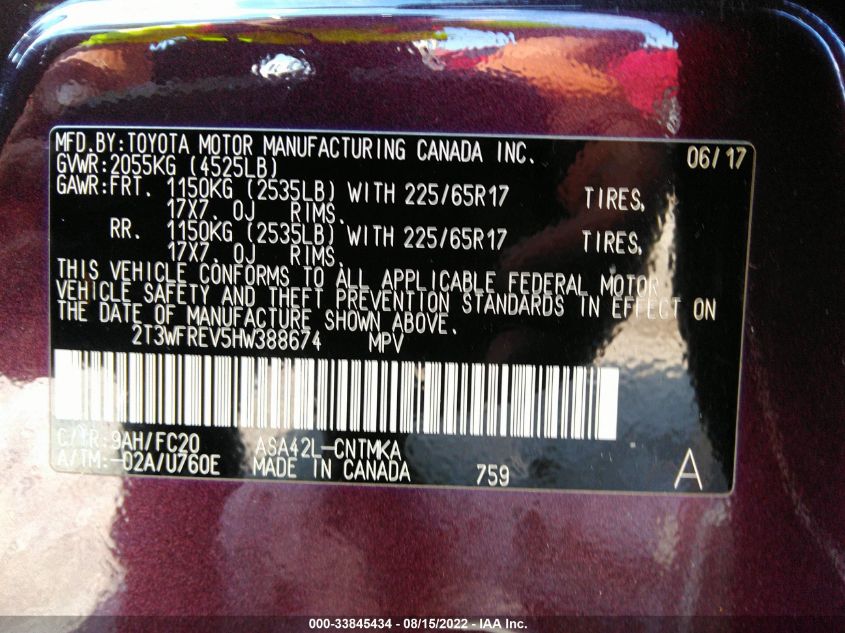 MFD.BY:TOYOTA MOTOR MANUFACTURING CANADA INC. 06/17
GVWR:2055KG (4525LB)
GAWR:FRT. 1150KG (2535LB) WITH 225/65R17 TIRES,
17X7.0J RIMS.
RR. 1150KG (2535LB) WITH 225/65R17 TIRES,
17X7.0J RIMS.
THIS VEHICLE CONFORMS TO ALL APPLICABLE FEDERAL MOTOR
VEHICLE SAFETY AND THEFT PREVENTION STANDARDS IN EFFECT ON
THE DATE OF MANUFACTURE SHOWN ABOVE.
2T3WFREV5HW388674 MPV
C/TR:9AH/FC20 ASA42L-CNTMKA
A/TM:-02A/U760E MADE IN CANADA 759 A
000-33845434 - 08/15/2022 - IAA Inc.